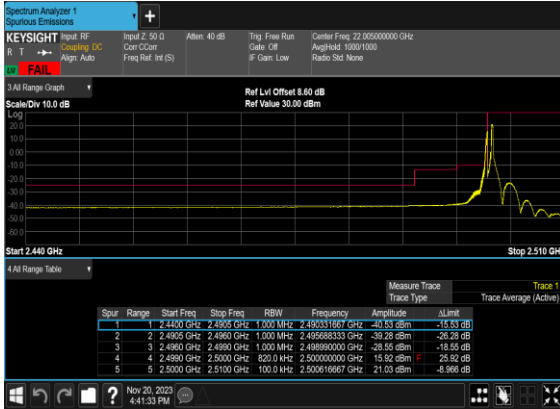 Spectrum Analyzer 1
Spurious Emissions
+
KEYSIGHT Input: RF Input Z: 50 Ω Atten: 40 dB Trig: Free Run Center Freq: 22.005000000 GHz
R T Coupling: DC Corr CCorr Gate: Off Avg|Hold: 1000/1000
Align: Auto Freq Ref: Int (S) IF Gain: Low Radio Std: None
FAIL
3 All Range Graph
Ref Lvl Offset 8.60 dB
Scale/Div 10.0 dB Ref Value 30.00 dBm
Log
20.0
10.0
0.00
-10.0
-20.0
-30.0
-40.0
-50.0
-60.0
Start 2.440 GHz Stop 2.510 GH
4 All Range Table
Measure Trace Trace 1
Trace Type Trace Average (Active)
Spur Range Start Freq Stop Freq RBW Frequency Amplitude ΔLimit
1 1 2.4400 GHz 2.4905 GHz 1.000 MHz 2.490331667 GHz -40.53 dBm -15.53 dB
2 2 2.4905 GHz 2.4960 GHz 1.000 MHz 2.495688333 GHz -39.28 dBm -26.28 dB
3 3 2.4960 GHz 2.4990 GHz 1.000 MHz 2.498990000 GHz -28.55 dBm -18.55 dB
4 4 2.4990 GHz 2.5000 GHz 820.0 kHz 2.500000000 GHz 15.92 dBm F 25.92 dB
5 5 2.5000 GHz 2.5100 GHz 100.0 kHz 2.500616667 GHz 21.03 dBm -8.966 dB
? Nov 20, 2023
4:41:33 PM